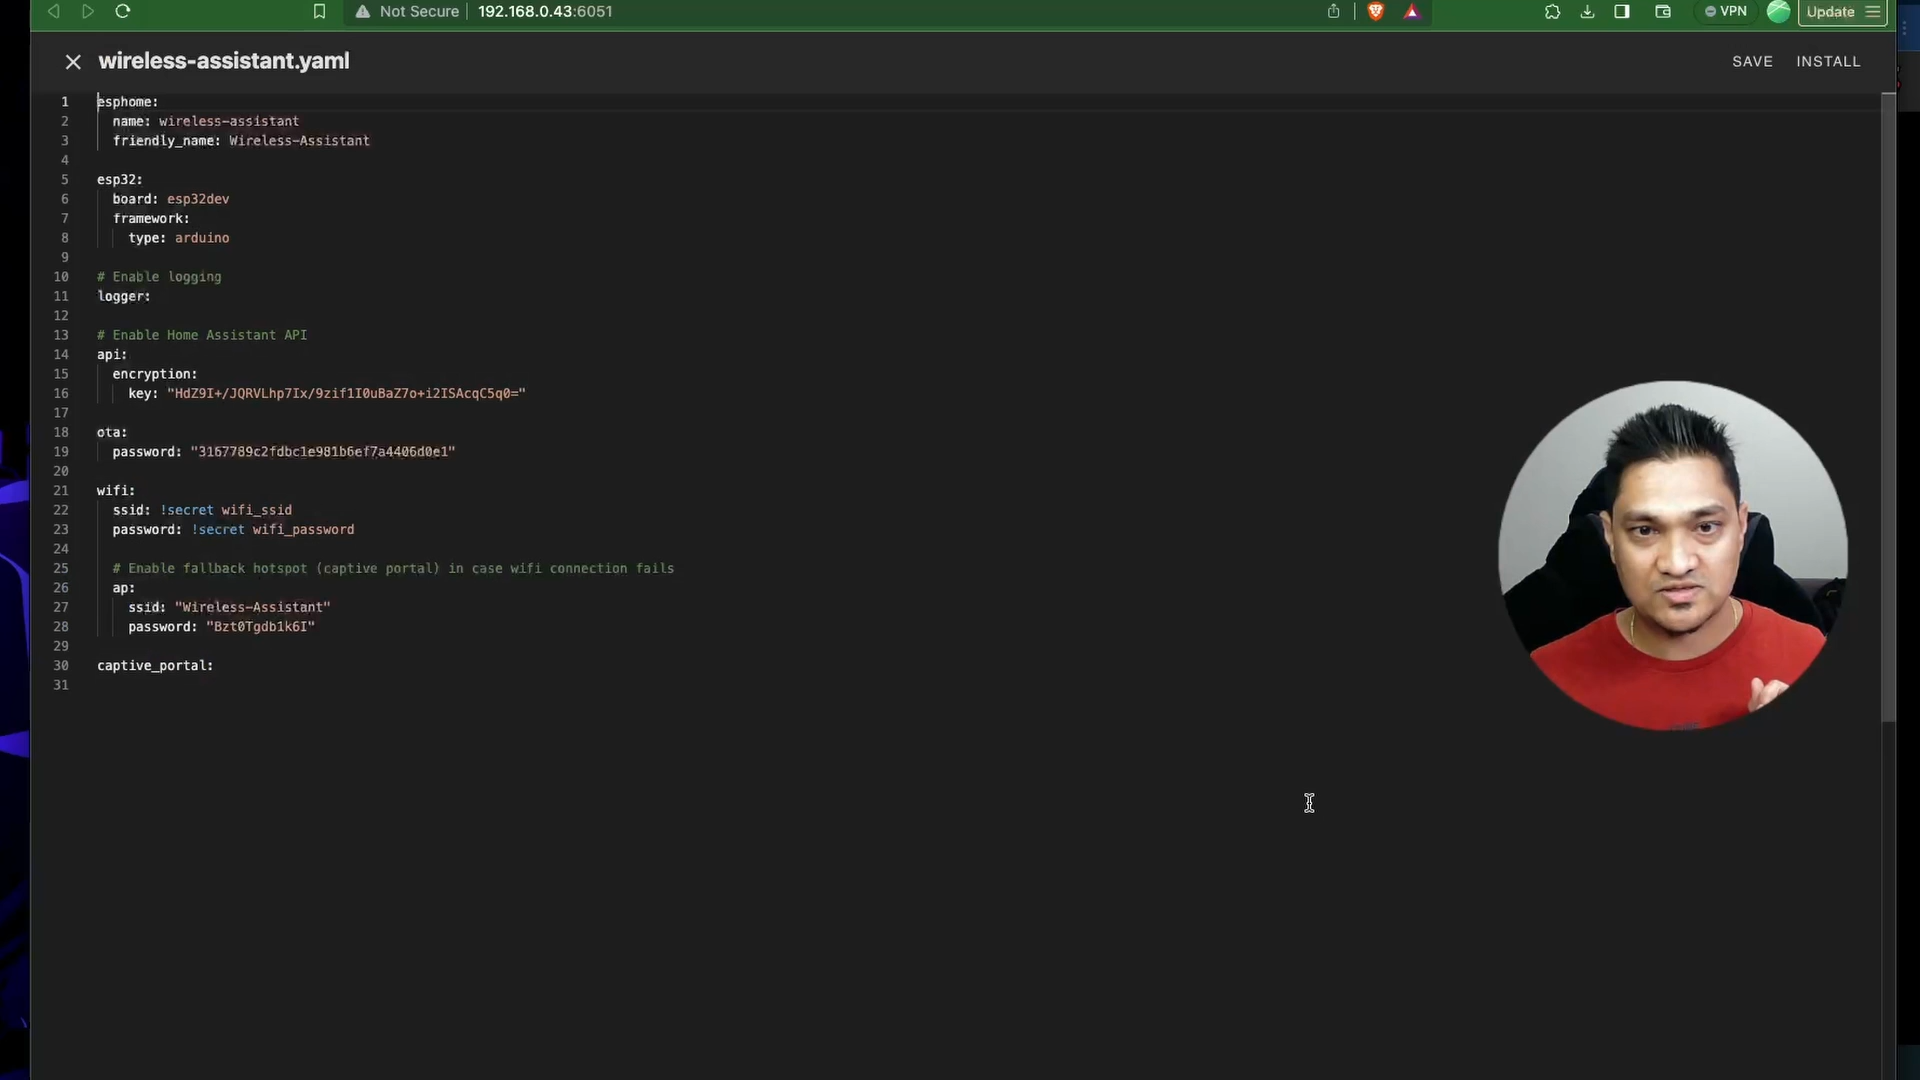 Not Secure 192.168.0.43:6051 VPN Update
wireless-assistant.yaml SAVE INSTALL
1 esphome:
2 name: wireless-assistant
3 friendly_name: Wireless-Assistant
4
5 esp32:
6 board: esp32dev
7 framework:
8 type: arduino
9
10 # Enable logging
11 logger:
12
13 # Enable Home Assistant API
14 api:
15 encryption:
16 key: "HdZ9I+/JQRVLhp7Ix/9zif1I0uBaZ7o+i2ISAcqC5q0="
17
18 ota:
19 password: "3167789c2fdbc1e981b6ef7a4406d0e1"
20
21 wifi:
22 ssid: !secret wifi_ssid
23 password: !secret wifi_password
24
25 # Enable fallback hotspot (captive portal) in case wifi connection fails
26 ap:
27 ssid: "Wireless-Assistant"
28 password: "Bzt0Tgdb1k6I"
29
30 captive_portal:
31